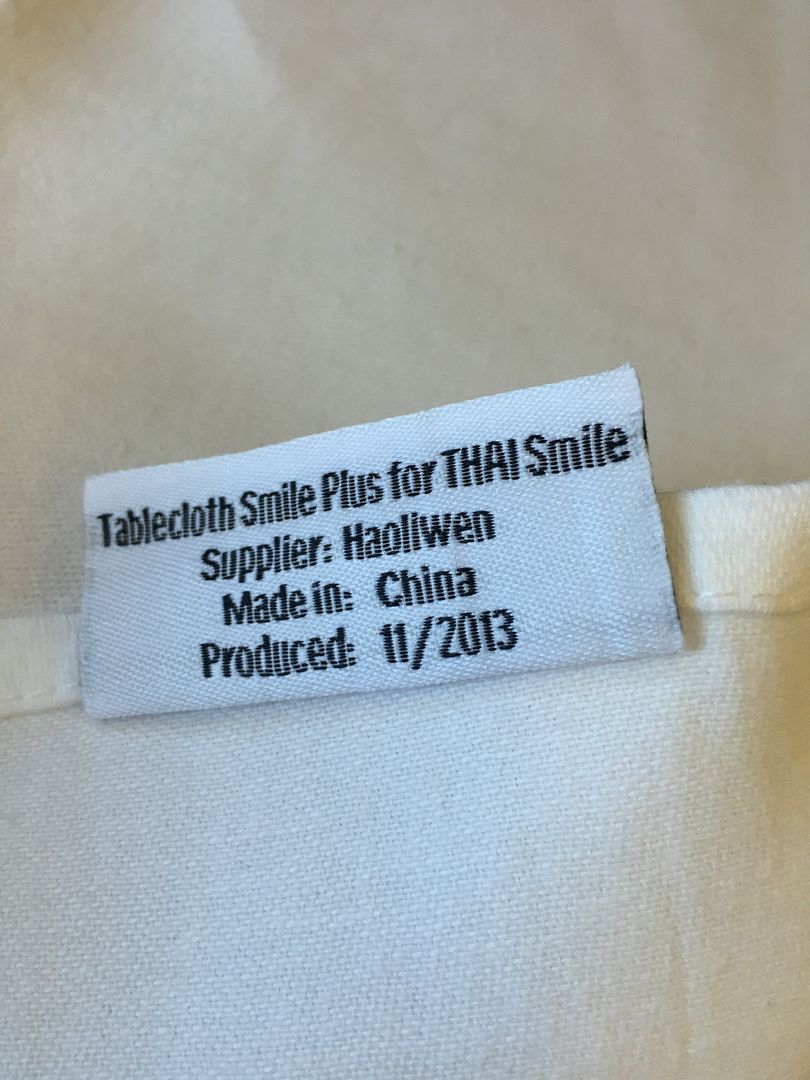 Tablecloth Smile Plus for THAI Smile
Supplier: Haoliwen
Made in: China
Produced: 11/2013